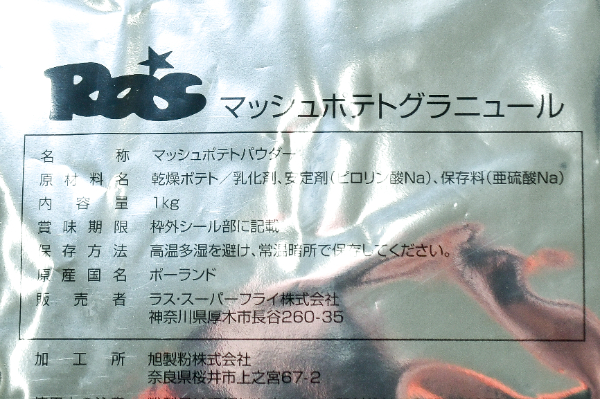 Ra's マッシュポテトグラニュール
名称 マッシュポテトパウダー
原材料名 乾燥ポテト／乳化剤、安定剤(ピロリン酸Na)、保存料(亜硫酸Na)
内容量 1kg
賞味期限 枠外シール部に記載
保存方法 高温多湿を避け、常温暗所で保存してください。
原産国名 ポーランド
販売者 ラス・スーパーフライ株式会社
神奈川県厚木市長谷260-35
加工所 旭製粉株式会社
奈良県桜井市上之宮67-2